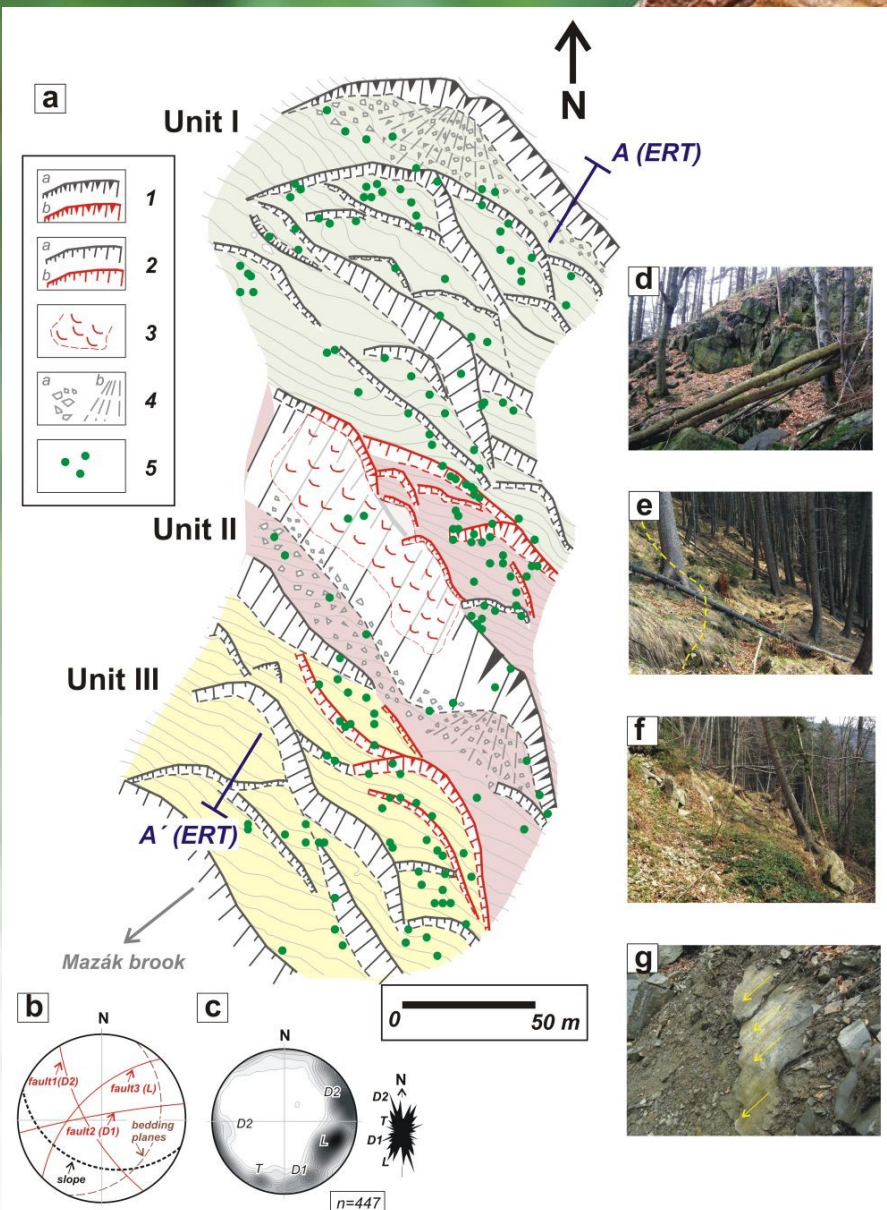 a
N
Unit I
A (ERT)
a
b
1
a
b
2
3
a b
4
5
Unit II
Unit III
A´ (ERT)
Mazák brook
0 50 m
d
e
f
g
b
N
fault1(D2)
fault3 (L)
fault2 (D1)
bedding
planes
slope
c
N
D2
D2
L
T
D1
N
D2
T
D1
L
n=447